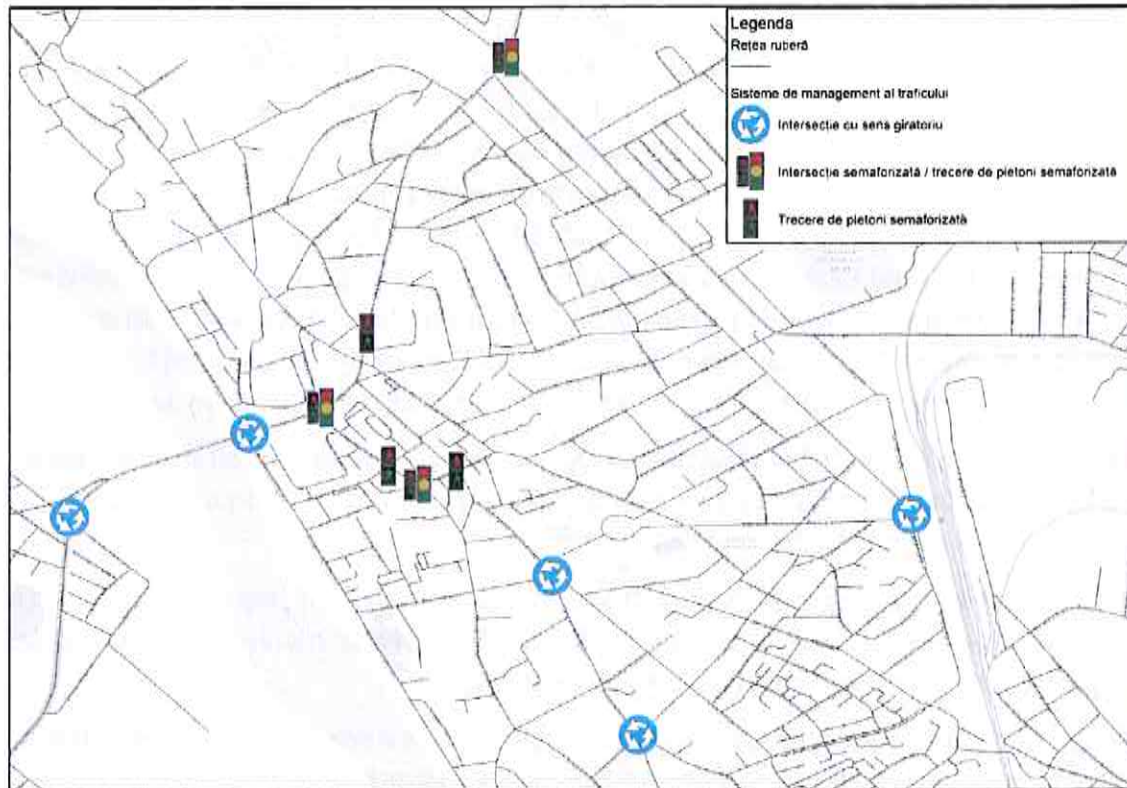 Legenda
Rețea ruberă
Sisteme de management al traficului
Intersecție cu sens giratoriu
Intersecție semaforizată / trecere de pietoni semaforizată
Trecere de pietoni semaforizată